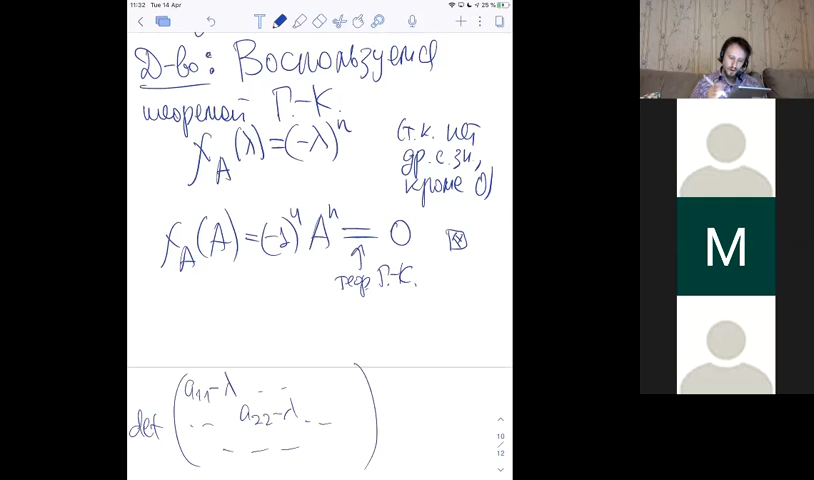 11:32 Tue 14 Apr
25 %
Д-во: Воспользуемся
теоремой Г.-К.
χ_A(λ)=(-λ)^n
(т.к. нет
др. с.зн,
кроме 0)
χ_A(A)=(-1)^n A^n = 0
↑
теор. Г.-К.
det ( a₁₁-λ - -
- - a₂₂-λ - -
- - - )
10
/
12
M